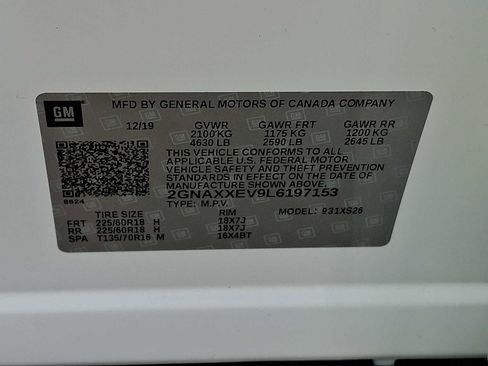 GM
MFD BY GENERAL MOTORS OF CANADA COMPANY
12/19 GVWR GAWR FRT GAWR RR
2100 KG 1175 KG 1200 KG
4630 LB 2590 LB 2645 LB
THIS VEHICLE CONFORMS TO ALL
APPLICABLE U.S. FEDERAL MOTOR
VEHICLE SAFETY AND THEFT PREVENTION
STANDARDS IN EFFECT ON THE DATE OF
MANUFACTURE SHOWN ABOVE.
2GNAXXEV9L6197153
8624 TYPE: M.P.V. MODEL: 931XS26
TIRE SIZE RIM
FRT 225/60R18 H 18X7J
RR 225/60R18 H 18X7J
SPA T135/70R16 M 16X4BT